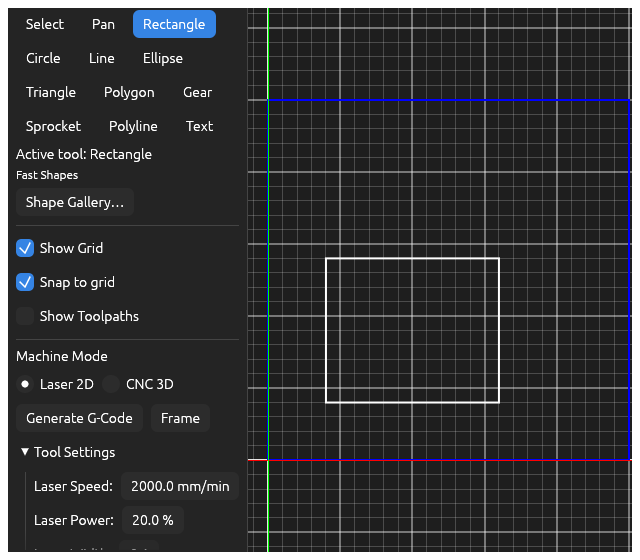 Select Pan Rectangle
Circle Line Ellipse
Triangle Polygon Gear
Sprocket Polyline Text
Active tool: Rectangle
Fast Shapes
Shape Gallery...
Show Grid
Snap to grid
Show Toolpaths
Machine Mode
Laser 2D CNC 3D
Generate G-Code Frame
Tool Settings
Laser Speed: 2000.0 mm/min
Laser Power: 20.0 %